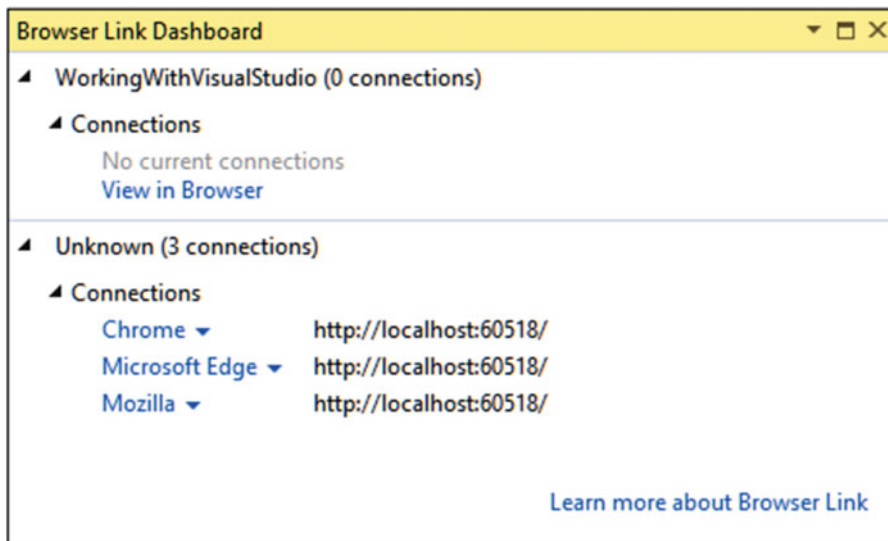 Browser Link Dashboard
WorkingWithVisualStudio (0 connections)
Connections
No current connections
View in Browser
Unknown (3 connections)
Connections
Chrome http://localhost:60518/
Microsoft Edge http://localhost:60518/
Mozilla http://localhost:60518/
Learn more about Browser Link